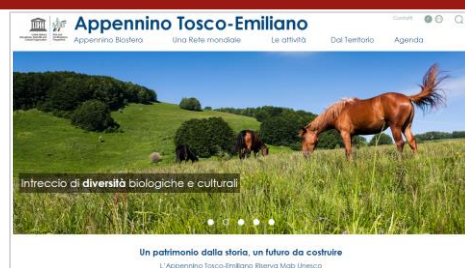 Appennino Tosco-Emiliano
Contatti
Appennino Biosfera Una Rete mondiale Le attività Dal Territorio Agenda
Intreccio di diversità biologiche e culturali
Un patrimonio dalla storia, un futuro da costruire
L'Appennino Tosco-Emiliano Riserva Mab Unesco